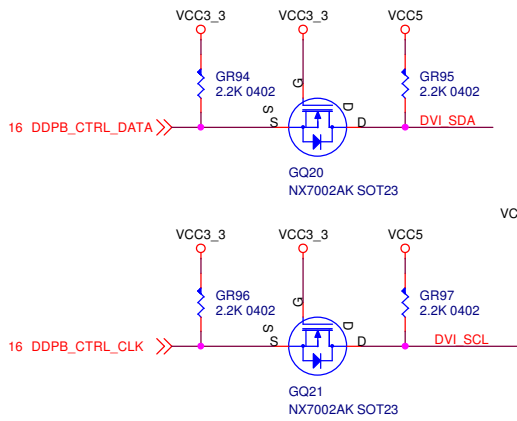 VCC3_3 VCC3_3 VCC5
GR94
2.2K 0402
G
GR95
2.2K 0402
S D
16 DDPB_CTRL_DATA S D DVI_SDA
GQ20
NX7002AK SOT23
VC
VCC3_3 VCC3_3 VCC5
GR96
2.2K 0402
G
GR97
2.2K 0402
S D
16 DDPB_CTRL_CLK S D DVI_SCL
GQ21
NX7002AK SOT23